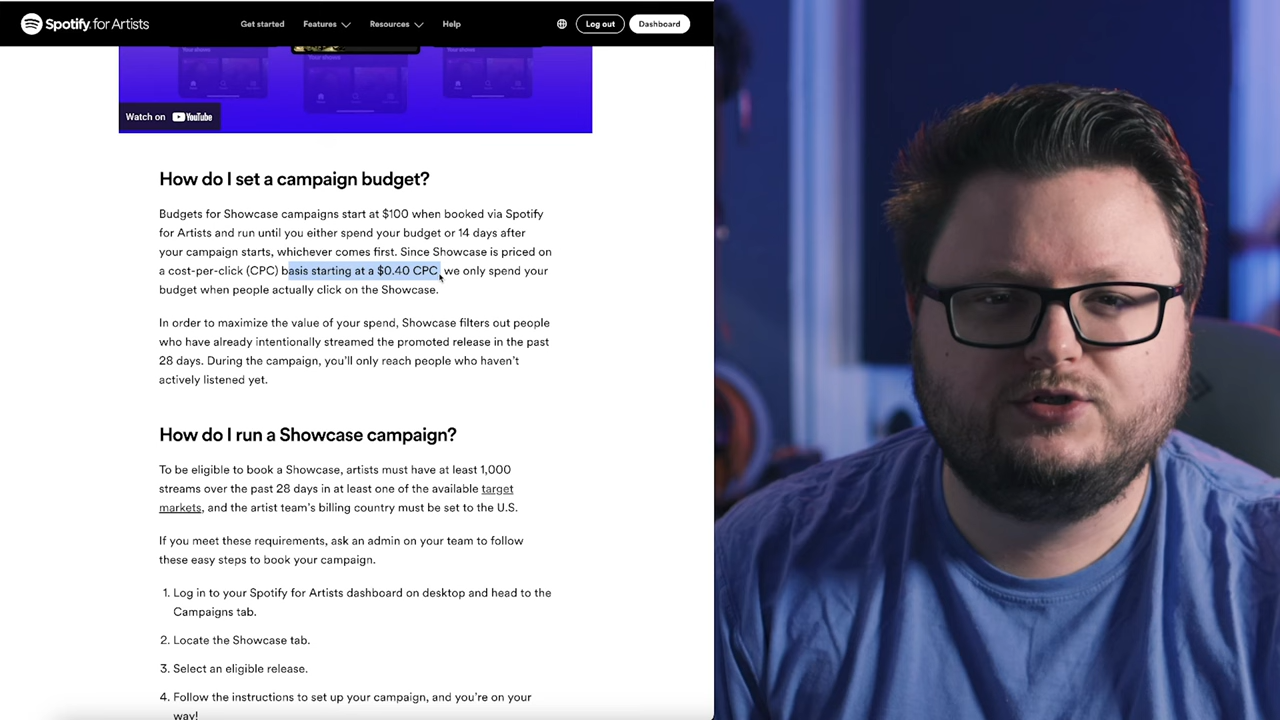 Spotify for Artists
Get started
Features
Resources
Help
Log out
Dashboard
Watch on YouTube
How do I set a campaign budget?
Budgets for Showcase campaigns start at $100 when booked via Spotify
for Artists and run until you either spend your budget or 14 days after
your campaign starts, whichever comes first. Since Showcase is priced on
a cost-per-click (CPC) basis starting at a $0.40 CPC, we only spend your
budget when people actually click on the Showcase.
In order to maximize the value of your spend, Showcase filters out people
who have already intentionally streamed the promoted release in the past
28 days. During the campaign, you’ll only reach people who haven’t
actively listened yet.
How do I run a Showcase campaign?
To be eligible to book a Showcase, artists must have at least 1,000
streams over the past 28 days in at least one of the available target
markets, and the artist team’s billing country must be set to the U.S.
If you meet these requirements, ask an admin on your team to follow
these easy steps to book your campaign.
1. Log in to your Spotify for Artists dashboard on desktop and head to the
Campaigns tab.
2. Locate the Showcase tab.
3. Select an eligible release.
4. Follow the instructions to set up your campaign, and you’re on your
way!